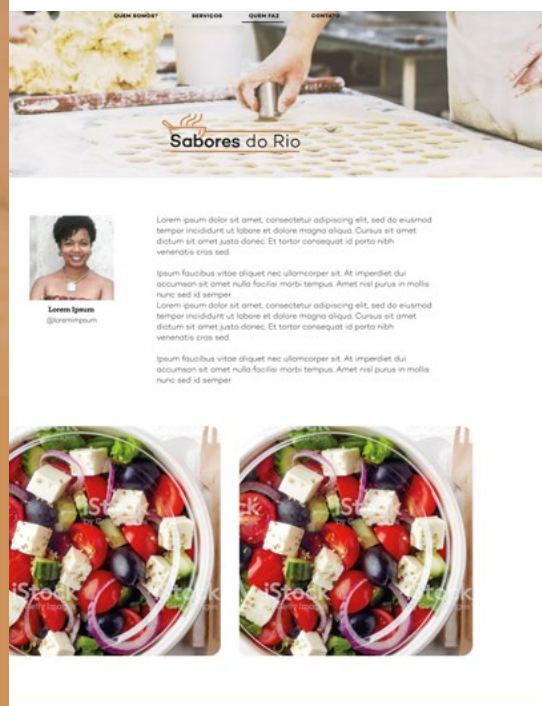 QUEM SOMOS? SERVIÇOS QUEM FAZ CONTATO
Sabores do Rio
Lorem ipsum dolor sit amet, consectetur adipiscing elit, sed do eiusmod
tempor incididunt ut labore et dolore magna aliqua. Cursus sit amet
dictum sit amet justo donec. Et tortor consequat id porta nibh
venenatis cras sed.
Ipsum faucibus vitae aliquet nec ullamcorper sit. At imperdiet dui
accumsan sit amet nulla facilisi morbi tempus. Amet nisl purus in mollis
nunc sed id semper
Lorem ipsum dolor sit amet, consectetur adipiscing elit, sed do eiusmod
tempor incididunt ut labore et dolore magna aliqua. Cursus sit amet
dictum sit amet justo donec. Et tortor consequat id porta nibh
venenatis cras sed.
Ipsum faucibus vitae aliquet nec ullamcorper sit. At imperdiet dui
accumsan sit amet nulla facilisi morbi tempus. Amet nisl purus in mollis
nunc sed id semper
Lorem Ipsum
@loremimpsum
iStock iStock
iStock iStock